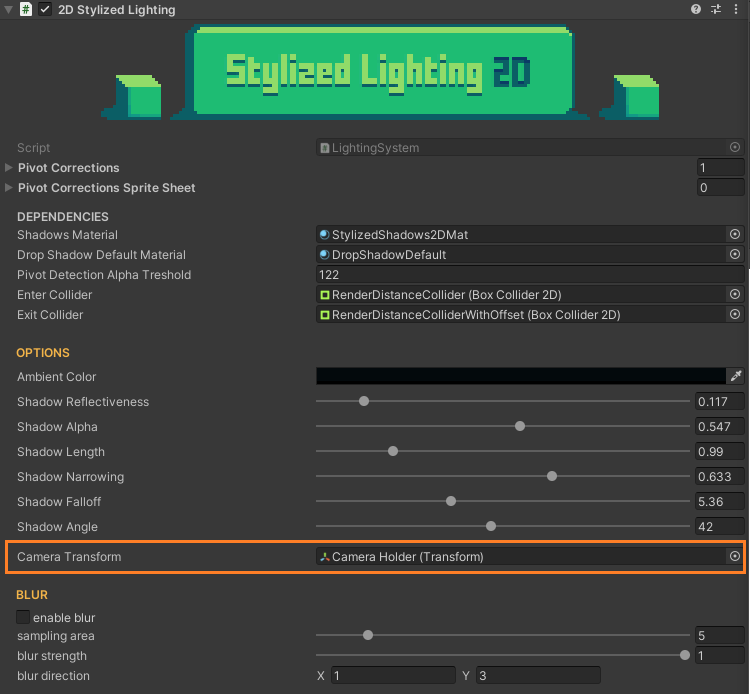 2D Stylized Lighting
Stylized Lighting 2D
Script # LightingSystem
Pivot Corrections 1
Pivot Corrections Sprite Sheet 0
DEPENDENCIES
Shadows Material StylizedShadows2DMat
Drop Shadow Default Material DropShadowDefault
Pivot Detection Alpha Treshold 122
Enter Collider RenderDistanceCollider (Box Collider 2D)
Exit Collider RenderDistanceColliderWithOffset (Box Collider 2D)
OPTIONS
Ambient Color
Shadow Reflectiveness 0.117
Shadow Alpha 0.547
Shadow Length 0.99
Shadow Narrowing 0.633
Shadow Falloff 5.36
Shadow Angle 42
Camera Transform Camera Holder (Transform)
BLUR
enable blur
sampling area 5
blur strength 1
blur direction X 1 Y 3